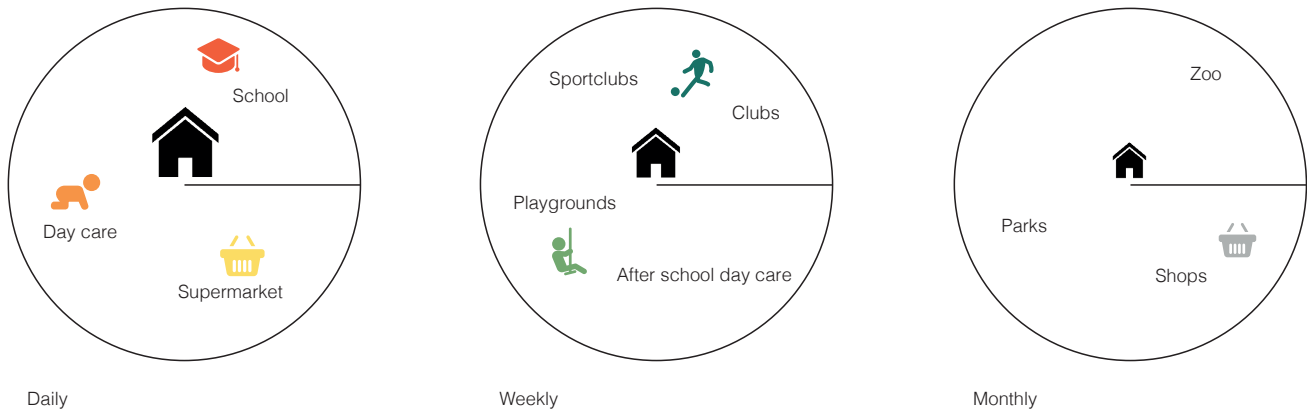 School
Day care
Supermarket
Daily
Sportclubs
Clubs
Playgrounds
After school day care
Weekly
Zoo
Parks
Shops
Monthly